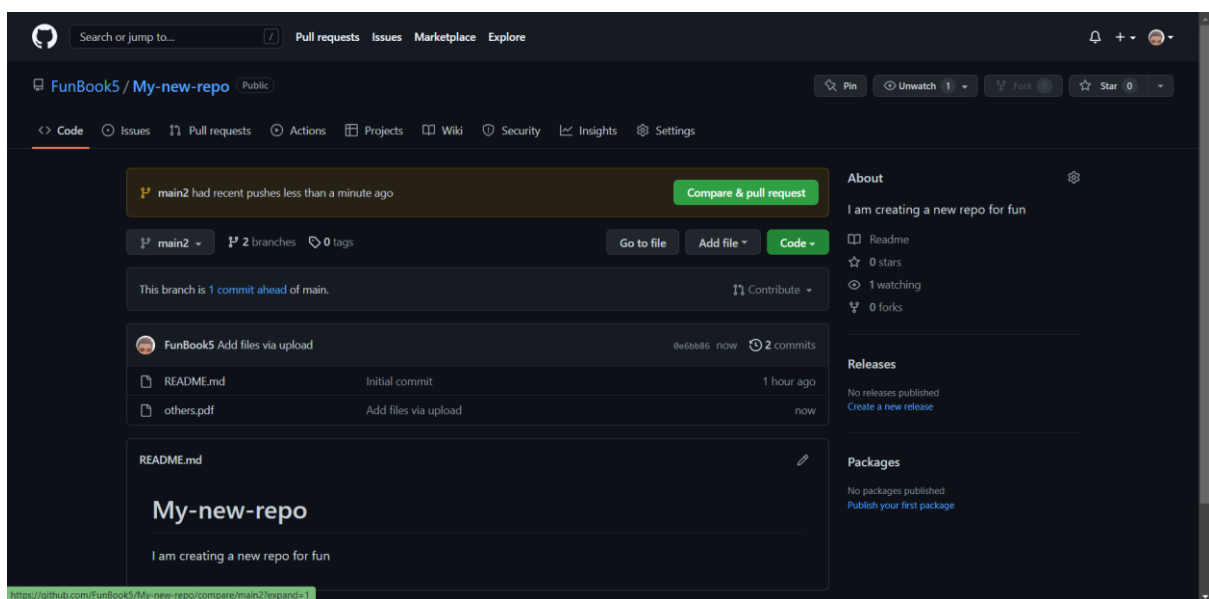 Search or jump to... / Pull requests Issues Marketplace Explore
FunBook5 / My-new-repo Public
Pin Unwatch 1 Fork 0 Star 0
Code Issues Pull requests Actions Projects Wiki Security Insights Settings
main2 had recent pushes less than a minute ago Compare & pull request
main2 2 branches 0 tags Go to file Add file Code
This branch is 1 commit ahead of main. Contribute
FunBook5 Add files via upload 0e6bb86 now 2 commits
README.md Initial commit 1 hour ago
others.pdf Add files via upload now
README.md
My-new-repo
I am creating a new repo for fun
About
I am creating a new repo for fun
Readme
0 stars
1 watching
0 forks
Releases
No releases published
Create a new release
Packages
No packages published
Publish your first package
https://github.com/FunBook5/My-new-repo/compare/main2?expand=1